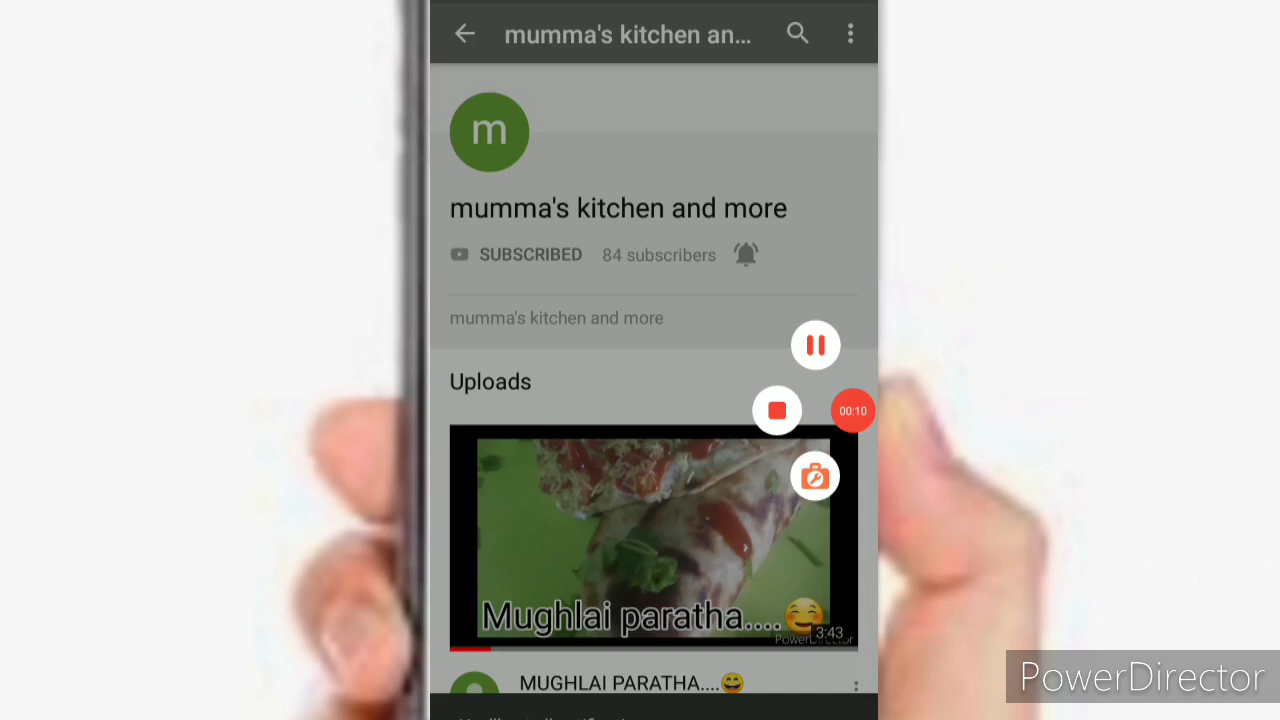 mumma's kitchen an...
m
mumma's kitchen and more
SUBSCRIBED 84 subscribers
mumma's kitchen and more
Uploads
00:10
Mughlai paratha....😊
PowerDirector
3:43
MUGHLAI PARATHA....😄
PowerDirector